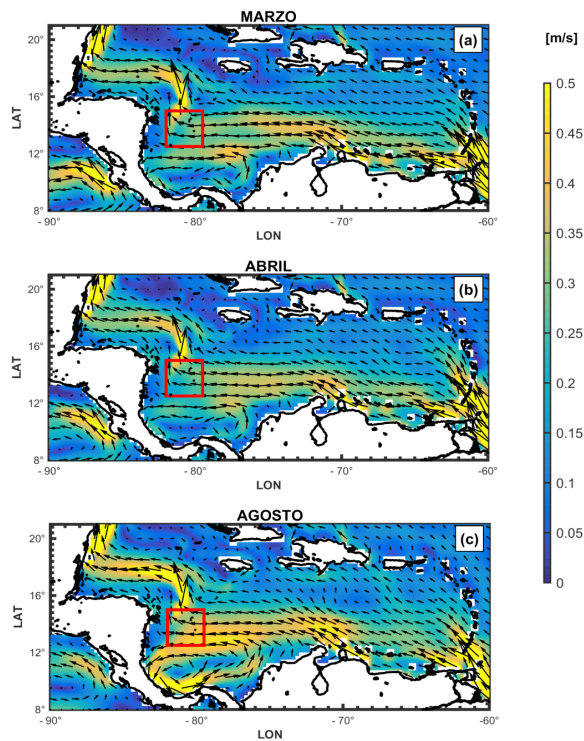 MARZO
(a)
[m/s]
20°
16°
12°
8°
LAT
-90°
-80°
-70°
-60°
LON
ABRIL
(b)
20°
16°
12°
8°
LAT
-90°
-80°
-70°
-60°
LON
AGOSTO
(c)
20°
16°
12°
8°
LAT
-90°
-80°
-70°
-60°
LON
0.5
0.45
0.4
0.35
0.3
0.25
0.2
0.15
0.1
0.05
0